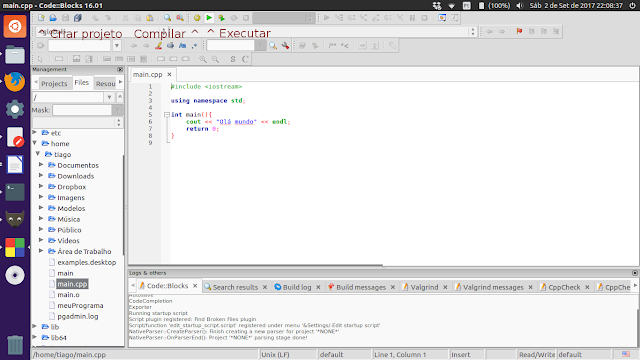 main.cpp - Code::Blocks 16.01
Pt
(100%)
Sáb 2 de Set de 2017 22:08:37
^Criar projeto Compilar ^ ^ Executar
Management
Projects Files Resou
/
Mask:
etc
home
tiago
Documentos
Downloads
Dropbox
Imagens
Modelos
Música
Público
Vídeos
Área de Trabalho
examples.desktop
main
main.cpp
main.o
meuPrograma
pgadmin.log
lib
lib64
main.cpp
1 #include <iostream>
2
3 using namespace std;
4
5 int main(){
6 cout << "Olá mundo" << endl;
7 return 0;
8 }
9
Logs & others
Code::Blocks Search results Build log Build messages Valgrind Valgrind messages CppCheck CppChe
CodeCompletion
Exporter
Running startup script
Script plugin registered: Find Broken Files plugin
Script/function 'edit_startup_script.script' registered under menu '&Settings/-Edit startup script'
NativeParser::CreateParser(): Finish creating a new parser for project '*NONE*'
NativeParser::OnParserEnd(): Project '*NONE*' parsing stage done!
/home/tiago/main.cpp Unix (LF) default Line 1, Column 1 Insert Read/Write default